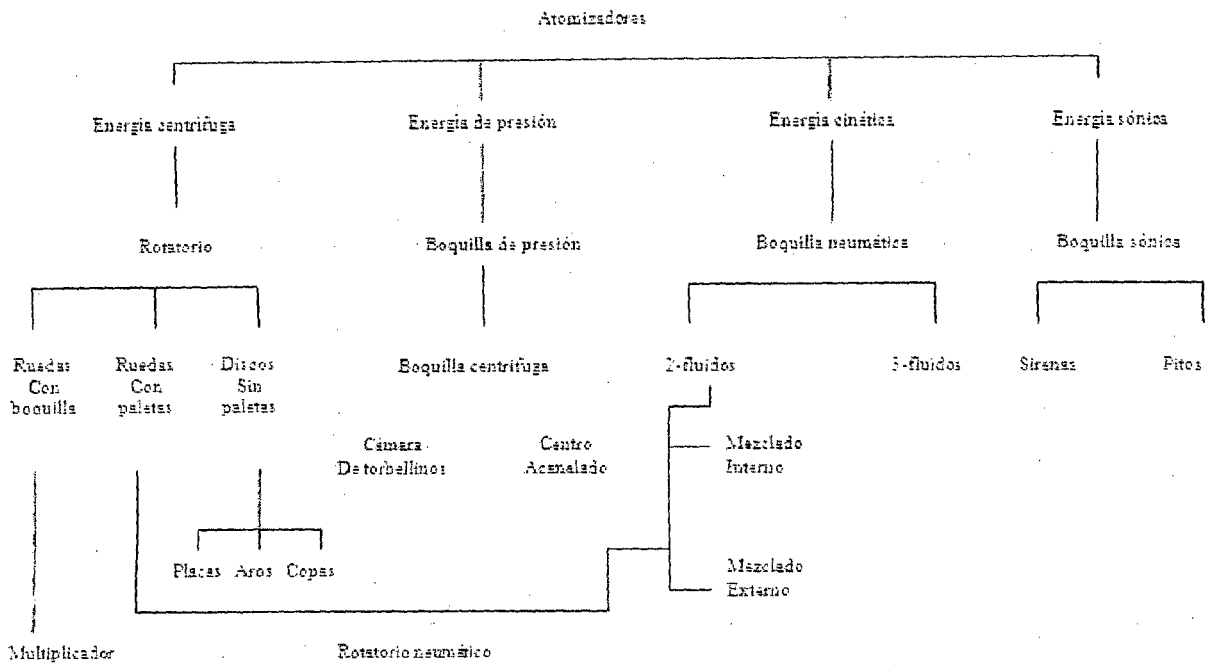 Atomizadores
Energía centrífuga
Energía de presión
Energía cinética
Energía sónica
Rotatorio
Boquilla de presión
Boquilla neumática
Boquilla sónica
Ruedas
Con
boquilla
Ruedas
Con
paletas
Discos
Sin
paletas
Boquilla centrífuga
2-fluidos
3-fluidos
Sirenas
Pitos
Cámara
De torbellinos
Centro
Acanalado
Mezclado
Interno
Placas Aros Copas
Mezclado
Externo
Multiplicador
Rotatorio neumático